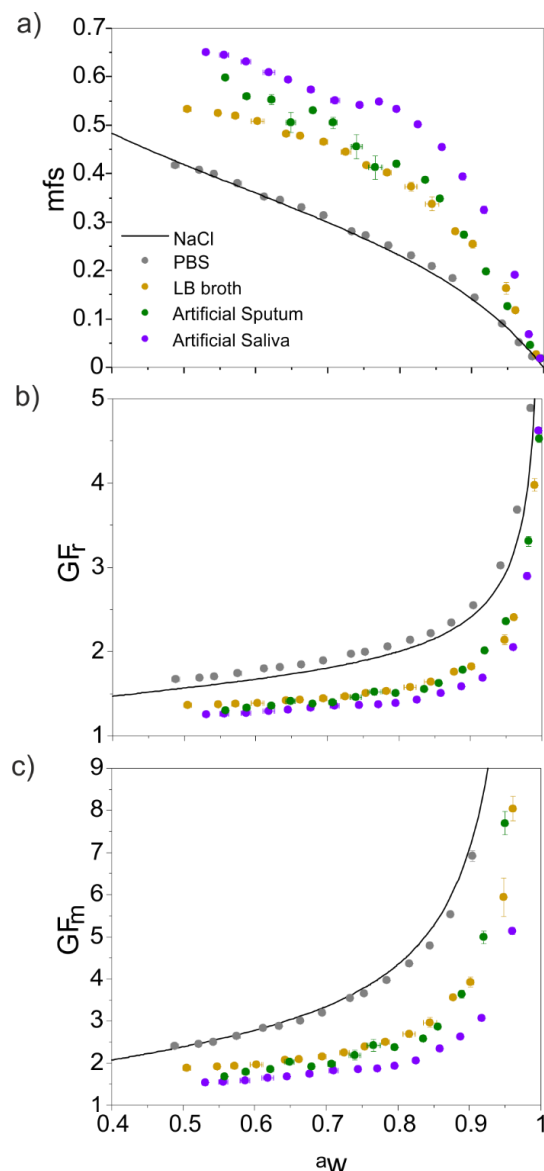 a)
0.7
0.6
0.5
0.4
0.3
0.2
0.1
0
mfs
NaCl
PBS
LB broth
Artificial Sputum
Artificial Saliva
b)
5
4
3
2
1
GFr
c)
9
8
7
6
5
4
3
2
1
GFm
0.4 0.5 0.6 0.7 0.8 0.9 1
aw